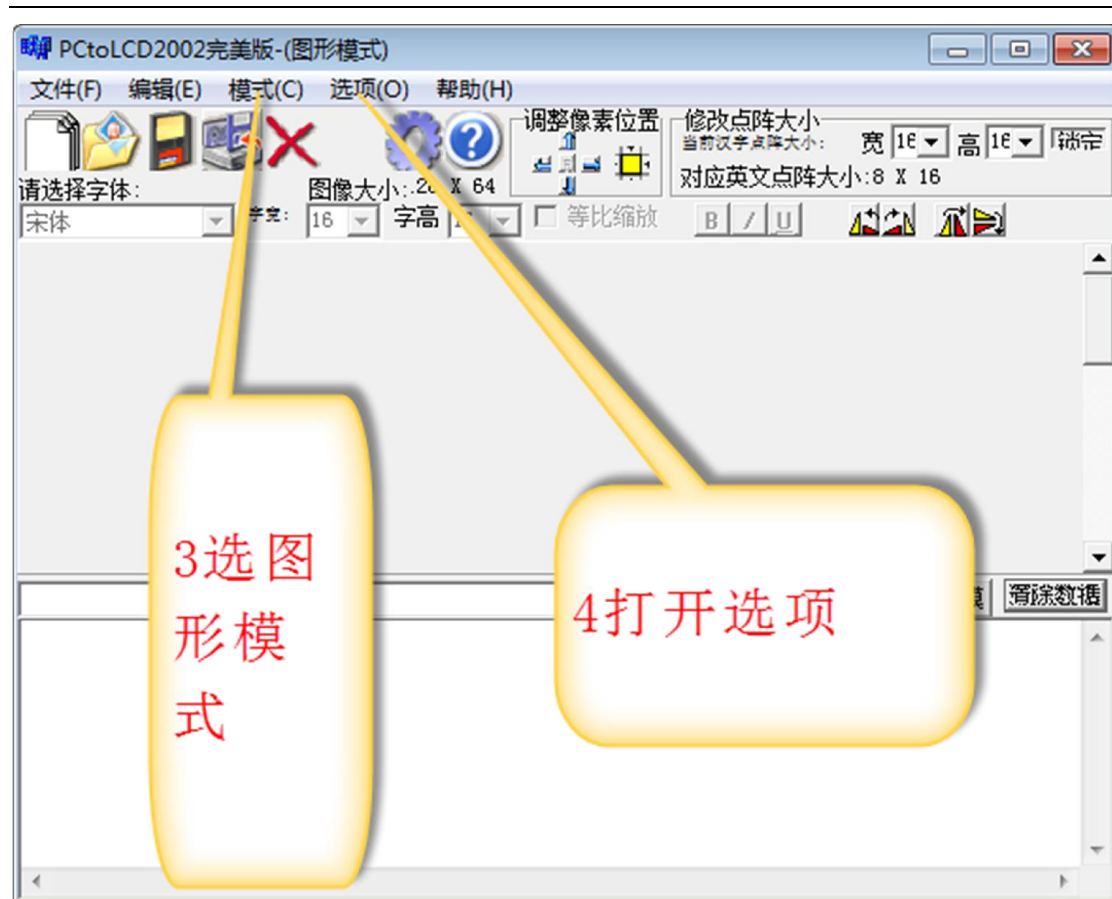 PCtoLCD2002完美版-(图形模式)
文件(F) 编辑(E) 模式(C) 选项(O) 帮助(H)
调整像素位置
修改点阵大小
当前汉字点阵大小:
宽 16 高 16 锁定
请选择字体:
图像大小: X 64
对应英文点阵大小:8 X 16
宋体
字宽: 16 字高
等比缩放
B I U
3选图
形模
式
4打开选项
清除数据